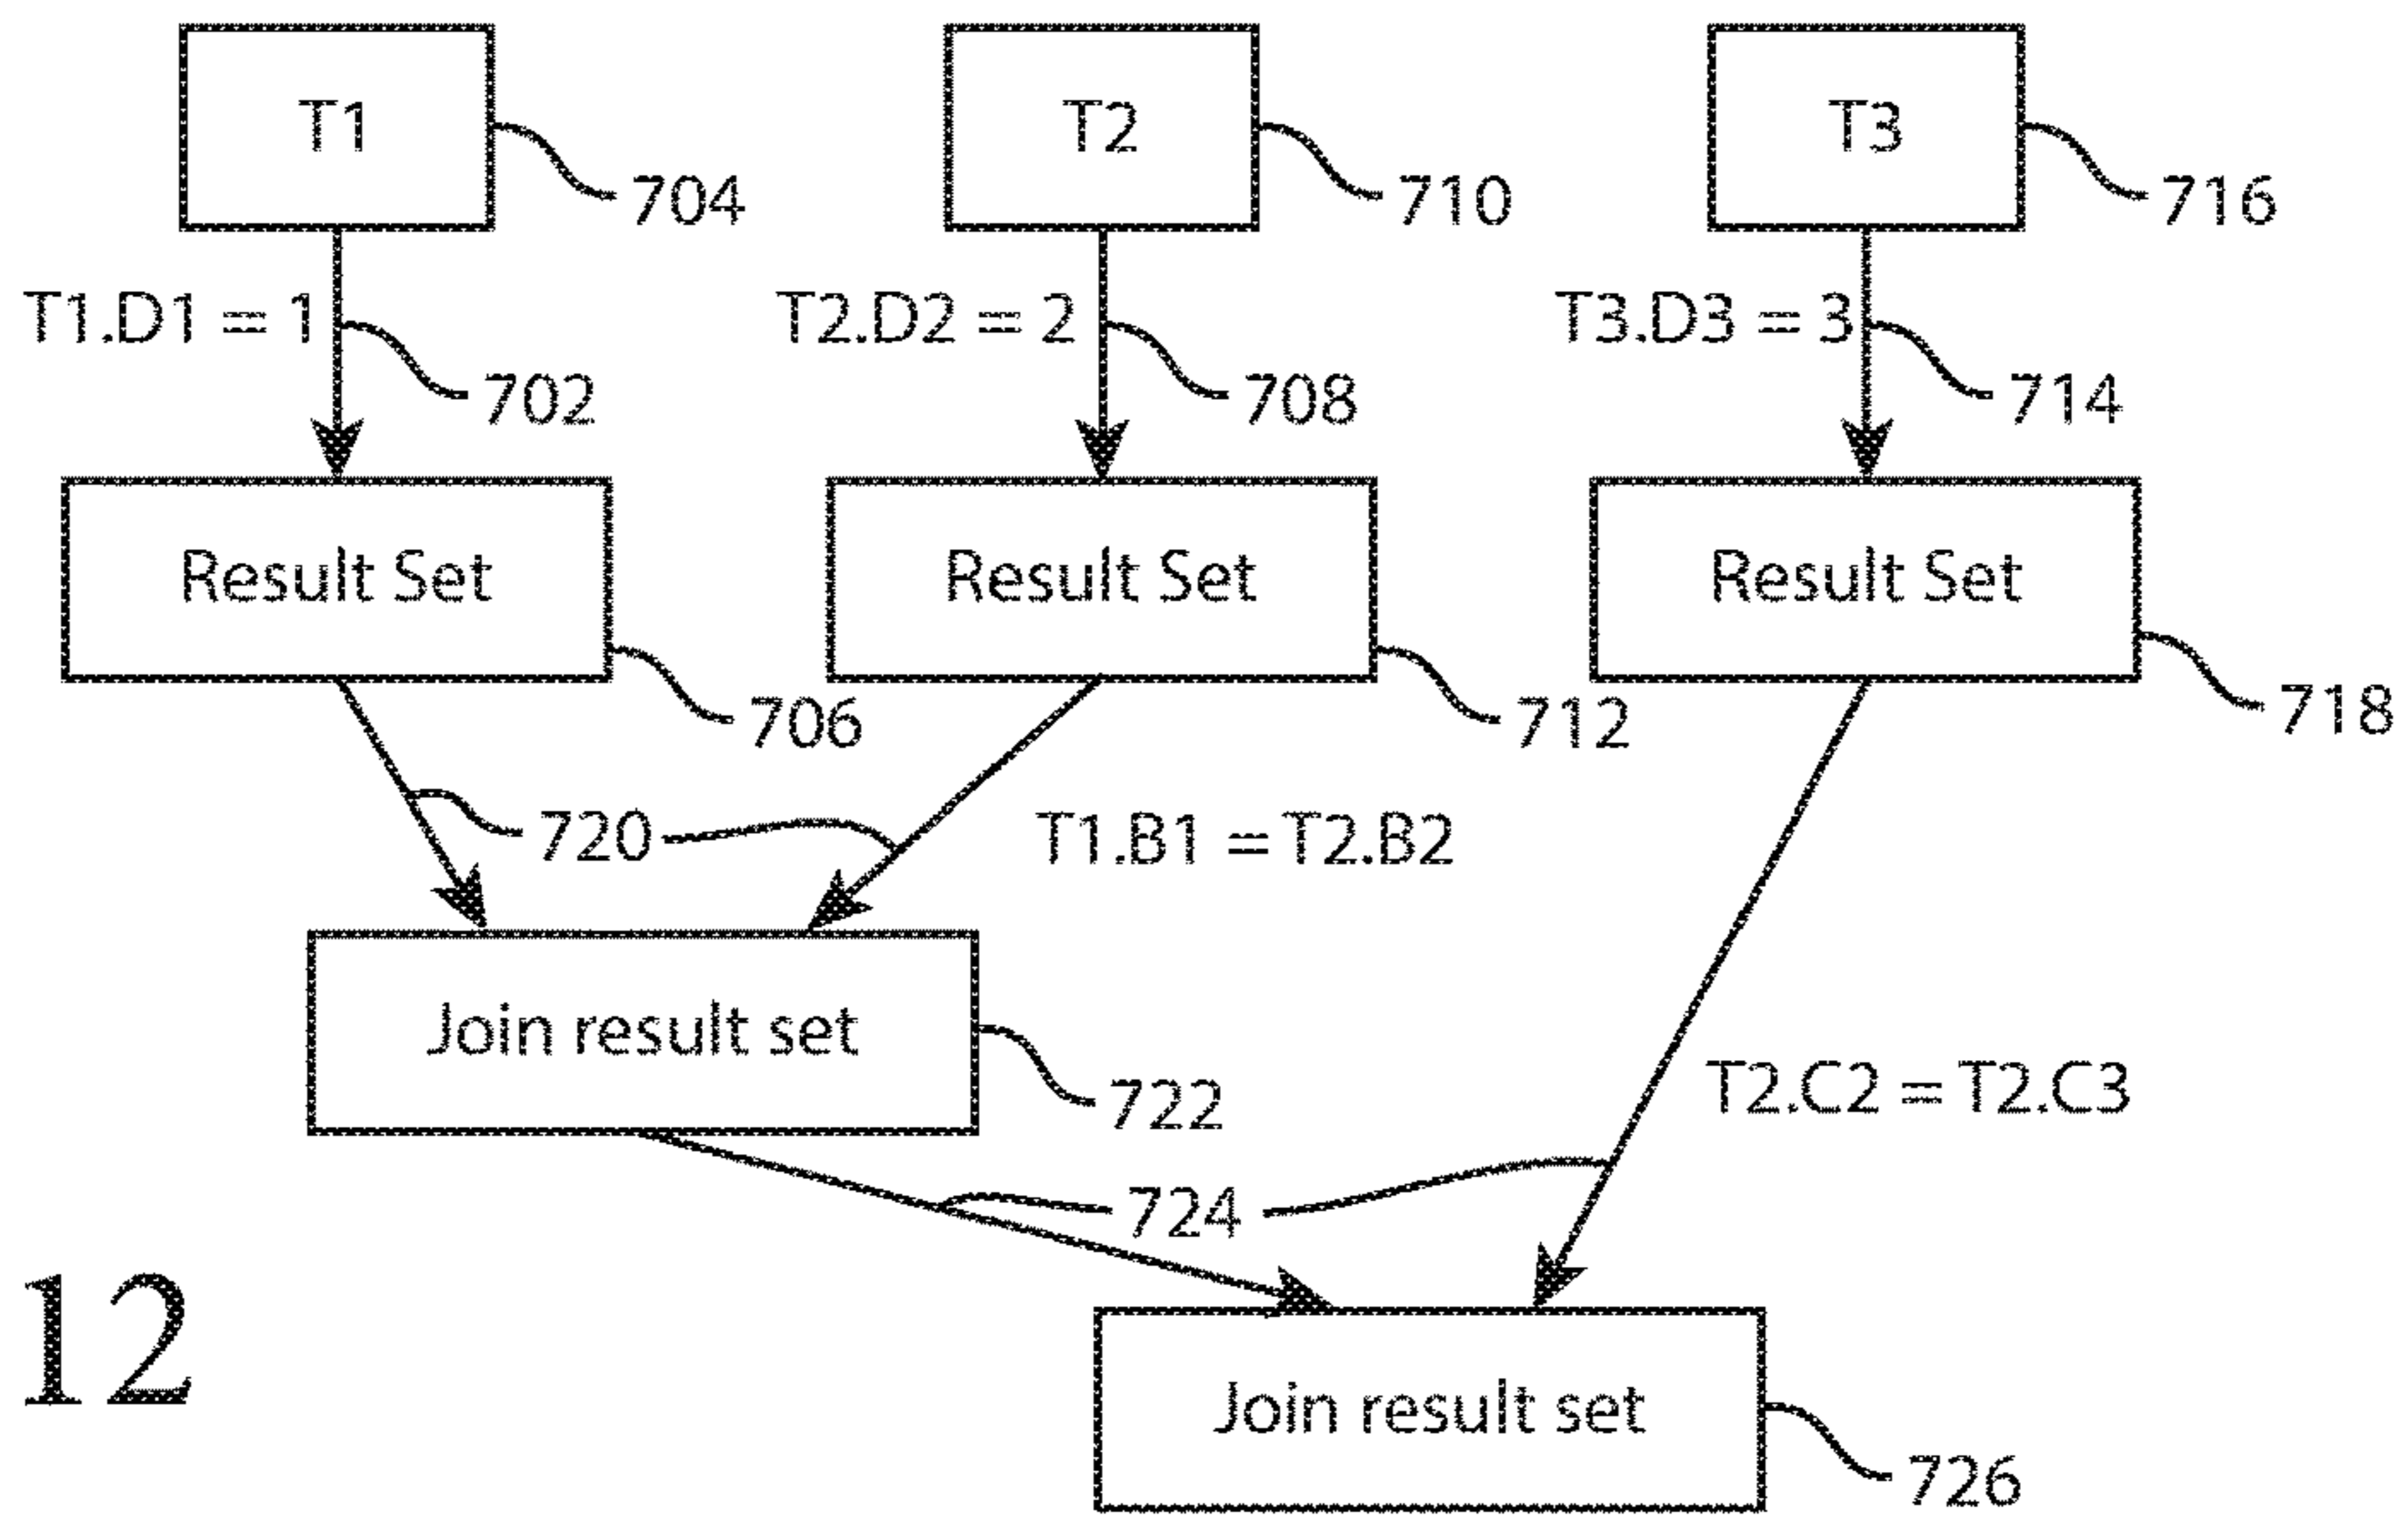 T1
T2
T3
704
710
716
T1.D1 = 1
T2.D2 = 2
T3.D3 = 3
702
708
714
Result Set
Result Set
Result Set
706
712
718
720
T1.B1 = T2.B2
Join result set
722
T2.C2 = T2.C3
724
12
Join result set
726